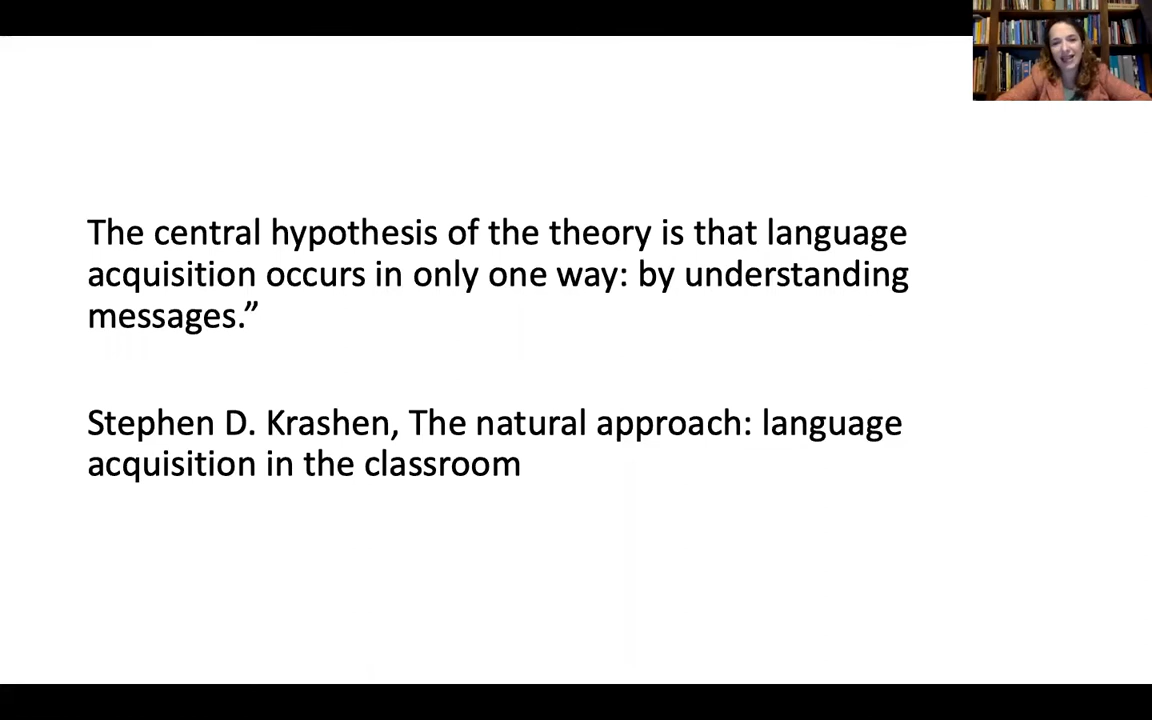 The central hypothesis of the theory is that language
acquisition occurs in only one way: by understanding
messages.”
Stephen D. Krashen, The natural approach: language
acquisition in the classroom